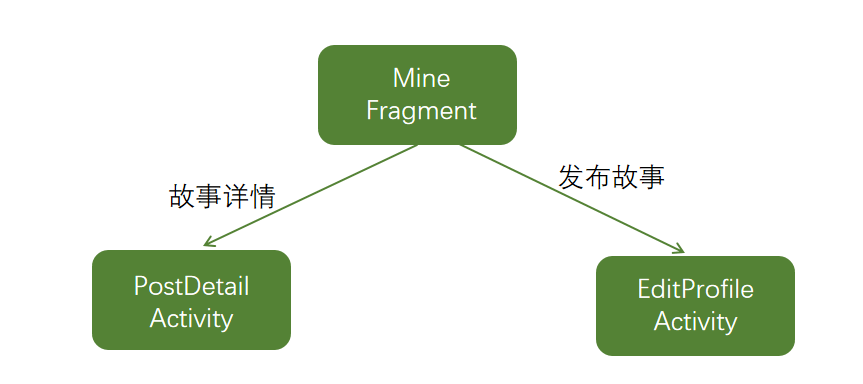 Mine
Fragment
发布故事
故事详情
PostDetail
Activity
EditProfile
Activity